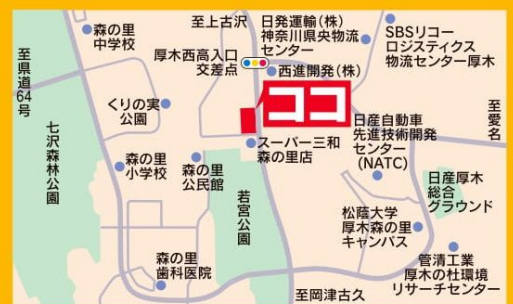 至上古沢
日発運輸(株)
神奈川県央物流
センター
SBSリコー
ロジスティクス
物流センター厚木
森の里
中学校
厚木西高入口
交差点
西進開発(株)
至県道
64号
ココ
至愛名
くりの実
公園
スーパー三和
森の里店
日産自動車
先進技術開発
センター
(NATC)
七沢森林公園
森の里
小学校
森の里
公民館
若宮公園
日産厚木
総合
グラウンド
松蔭大学
厚木森の里
キャンパス
森の里
歯科医院
管清工業
厚木の杜環境
リサーチセンター
至岡津古久